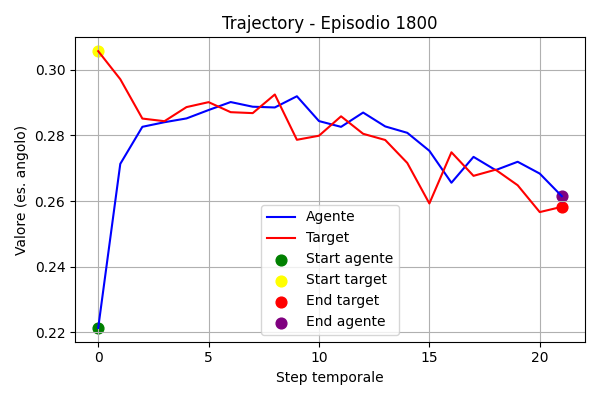 Trajectory - Episodio 1800
Valore (es. angolo)
0.30
0.28
0.26
0.24
0.22
Agente
Target
Start agente
Start target
End target
End agente
0 5 10 15 20
Step temporale